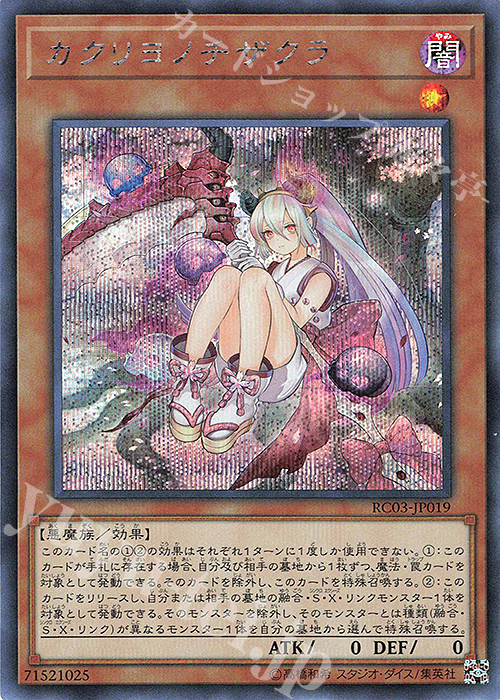 カクリヨノチザクラ
闇
やみ
RC03-JP019
【悪魔族/効果】
このカード名の①②の効果はそれぞれ1ターンに1度しか使用できない。①:この
カードが手札に存在する場合、自分及び相手の墓地から1枚ずつ、魔法・罠カードを
対象として発動できる。そのカードを除外し、このカードを特殊召喚する。②:この
カードをリリースし、自分または相手の墓地の融合・S・X・リンクモンスター1体を
対象として発動できる。そのモンスターを除外し、そのモンスターとは種類(融合・
S・X・リンク)が異なるモンスター1体を自分の墓地から選んで特殊召喚する。
ATK/ 0 DEF/ 0
71521025
©高橋和希 スタジオ・ダイス/集英社